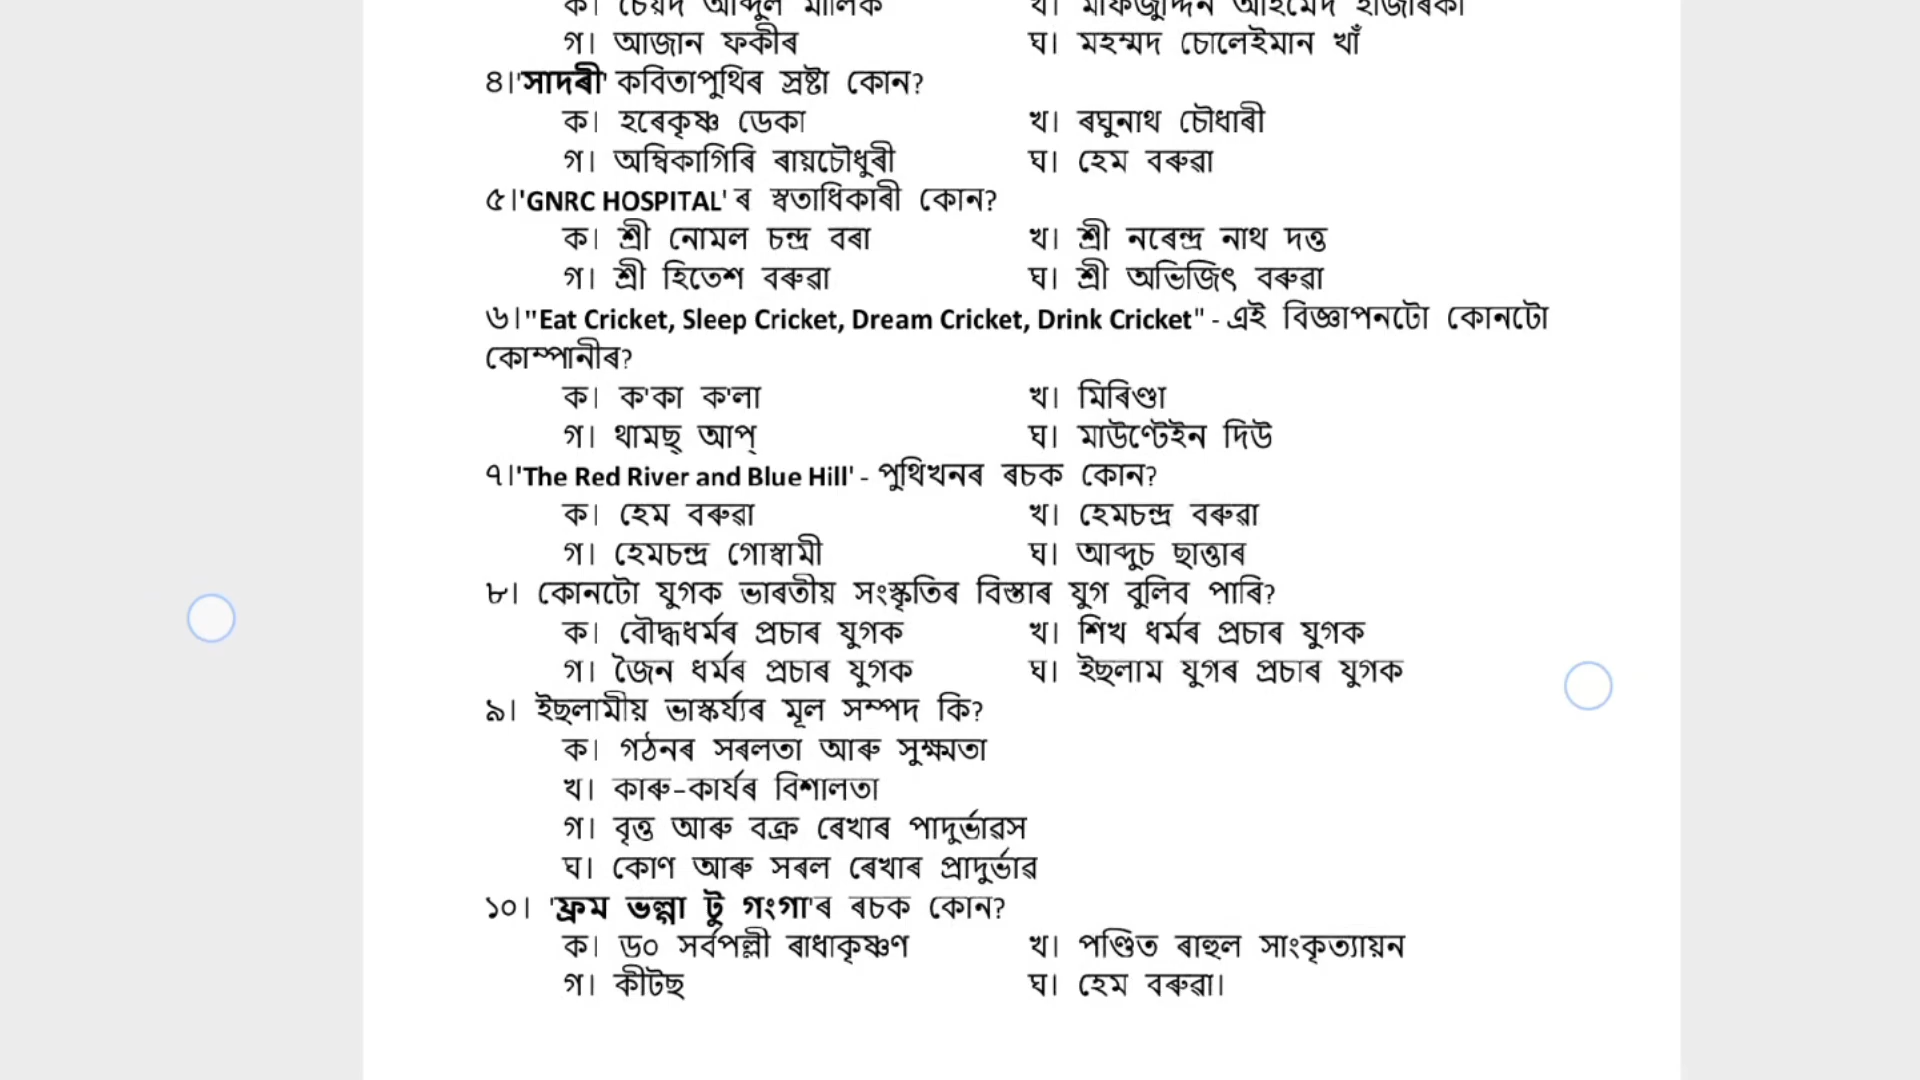 ক। চৈয়দ আব্দুল মালিক খ। মফিজুদ্দিন আহমেদ হাজৰিকা
গ। আজান ফকীৰ ঘ। মহম্মদ চোলেইমান খাঁ
৪।'সাদৰী' কবিতাপুথিৰ স্ৰষ্টা কোন?
ক। হৰেকৃষ্ণ ডেকা খ। ৰঘুনাথ চৌধাৰী
গ। অম্বিকাগিৰি ৰায়চৌধুৰী ঘ। হেম বৰুৱা
৫।'GNRC HOSPITAL' ৰ স্বতাধিকাৰী কোন?
ক। শ্ৰী নোমল চন্দ্ৰ বৰা খ। শ্ৰী নৰেন্দ্ৰ নাথ দত্ত
গ। শ্ৰী হিতেশ বৰুৱা ঘ। শ্ৰী অভিজিৎ বৰুৱা
৬।"Eat Cricket, Sleep Cricket, Dream Cricket, Drink Cricket" - এই বিজ্ঞাপনটো কোনটো
কোম্পানীৰ?
ক। ক'কা ক'লা খ। মিৰিণ্ডা
গ। থামছ্ আপ্ ঘ। মাউণ্টেইন দিউ
৭।'The Red River and Blue Hill' - পুথিখনৰ ৰচক কোন?
ক। হেম বৰুৱা খ। হেমচন্দ্ৰ বৰুৱা
গ। হেমচন্দ্ৰ গোস্বামী ঘ। আব্দুচ ছাত্তাৰ
৮। কোনটো যুগক ভাৰতীয় সংস্কৃতিৰ বিস্তাৰ যুগ বুলিব পাৰি?
ক। বৌদ্ধধৰ্মৰ প্ৰচাৰ যুগক খ। শিখ ধৰ্মৰ প্ৰচাৰ যুগক
গ। জৈন ধৰ্মৰ প্ৰচাৰ যুগক ঘ। ইছলাম যুগৰ প্ৰচাৰ যুগক
৯। ইছলামীয় ভাস্কৰ্য্যৰ মূল সম্পদ কি?
ক। গঠনৰ সৰলতা আৰু সুক্ষ্মতা
খ। কাৰু-কাৰ্যৰ বিশালতা
গ। বৃত্ত আৰু বক্ৰ ৰেখাৰ পাদুৰ্ভাৱস
ঘ। কোণ আৰু সৰল ৰেখাৰ প্ৰাদুৰ্ভাৱ
১০। 'ফ্ৰম ভল্গা টু গংগা'ৰ ৰচক কোন?
ক। ড০ সৰ্বপল্লী ৰাধাকৃষ্ণণ খ। পণ্ডিত ৰাহুল সাংকৃত্যায়ন
গ। কীটছ ঘ। হেম বৰুৱা।